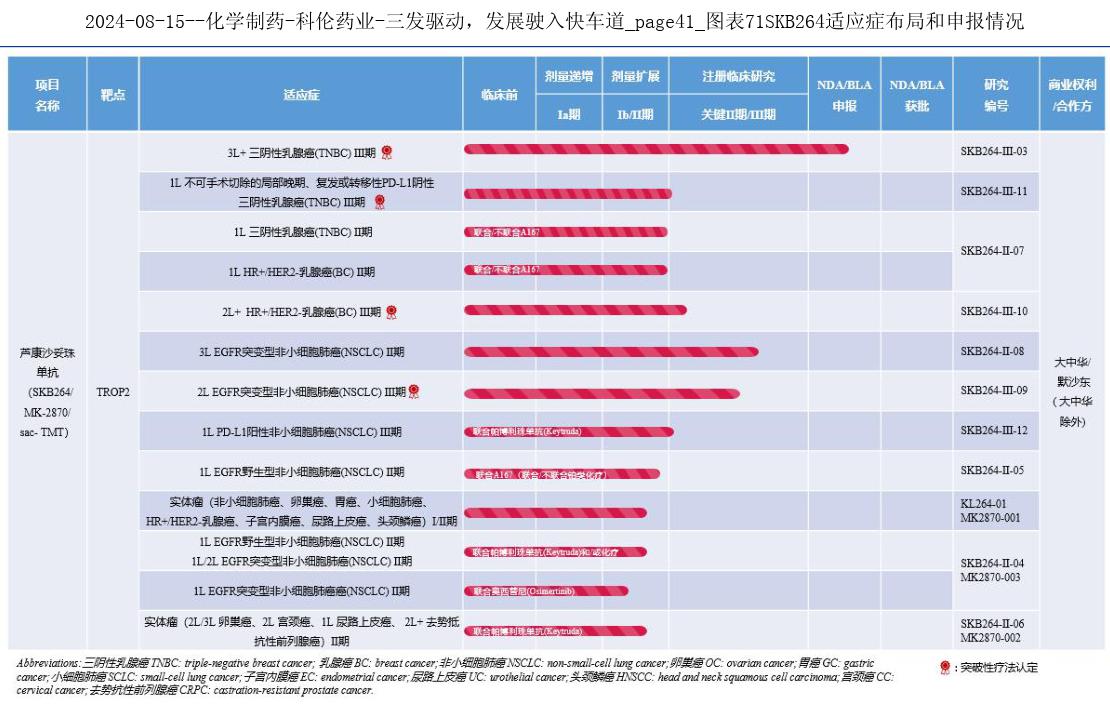 2024-08-15--化学制药-科伦药业-三发驱动，发展驶入快车道_page41_图表71SKB264适应症布局和申报情况
项目
名称
靶点
适应症
临床前
剂量递增
Ia期
剂量扩展
Ib/II期
注册临床研究
关键II期/III期
NDA/BLA
申报
NDA/BLA
获批
研究
编号
商业权利
/合作方
芦康沙妥珠
单抗
(SKB264/
MK-2870/
sac- TMT)
TROP2
3L+ 三阴性乳腺癌(TNBC) III期
SKB264-III-03
1L 不可手术切除的局部晚期、复发或转移性PD-L1阴性
三阴性乳腺癌(TNBC) III期
SKB264-III-11
1L 三阴性乳腺癌(TNBC) II期
联合/不联合A167
SKB264-II-07
1L HR+/HER2-乳腺癌(BC) II期
联合/不联合A167
2L+ HR+/HER2-乳腺癌(BC) III期
SKB264-III-10
3L EGFR突变型非小细胞肺癌(NSCLC) II期
SKB264-II-08
2L EGFR突变型非小细胞肺癌(NSCLC) III期
SKB264-III-09
1L PD-L1阳性非小细胞肺癌(NSCLC) III期
联合帕博利珠单抗(Keytruda)
SKB264-III-12
1L EGFR野生型非小细胞肺癌(NSCLC) II期
联合A167（联合/不联合铂类化疗）
SKB264-II-05
实体瘤（非小细胞肺癌、卵巢癌、胃癌、小细胞肺癌、
HR+/HER2-乳腺癌、子宫内膜癌、尿路上皮癌、头颈鳞癌）I/II期
KL264-01
MK2870-001
1L EGFR野生型非小细胞肺癌(NSCLC) II期
1L/2L EGFR突变型非小细胞肺癌(NSCLC) II期
联合帕博利珠单抗(Keytruda)和/或化疗
SKB264-II-04
MK2870-003
1L EGFR突变型非小细胞肺癌癌(NSCLC) II期
联合奥西替尼(Osimertinib)
实体瘤（2L/3L 卵巢癌、2L 宫颈癌、1L 尿路上皮癌、 2L+ 去势抵
抗性前列腺癌）II期
联合帕博利珠单抗(Keytruda)
SKB264-II-06
MK2870-002
大中华/
默沙东
（大中华
除外)
Abbreviations:三阴性乳腺癌 TNBC: triple-negative breast cancer; 乳腺癌 BC: breast cancer;非小细胞肺癌 NSCLC: non-small-cell lung cancer;卵巢癌 OC: ovarian cancer;胃癌 GC: gastric
cancer;小细胞肺癌 SCLC: small-cell lung cancer;子宫内膜癌 EC: endometrial cancer;尿路上皮癌 UC: urothelial cancer;头颈鳞癌 HNSCC: head and neck squamous cell carcinoma;宫颈癌 CC:
cervical cancer;去势抗性前列腺癌 CRPC: castration-resistant prostate cancer.
：突破性疗法认定